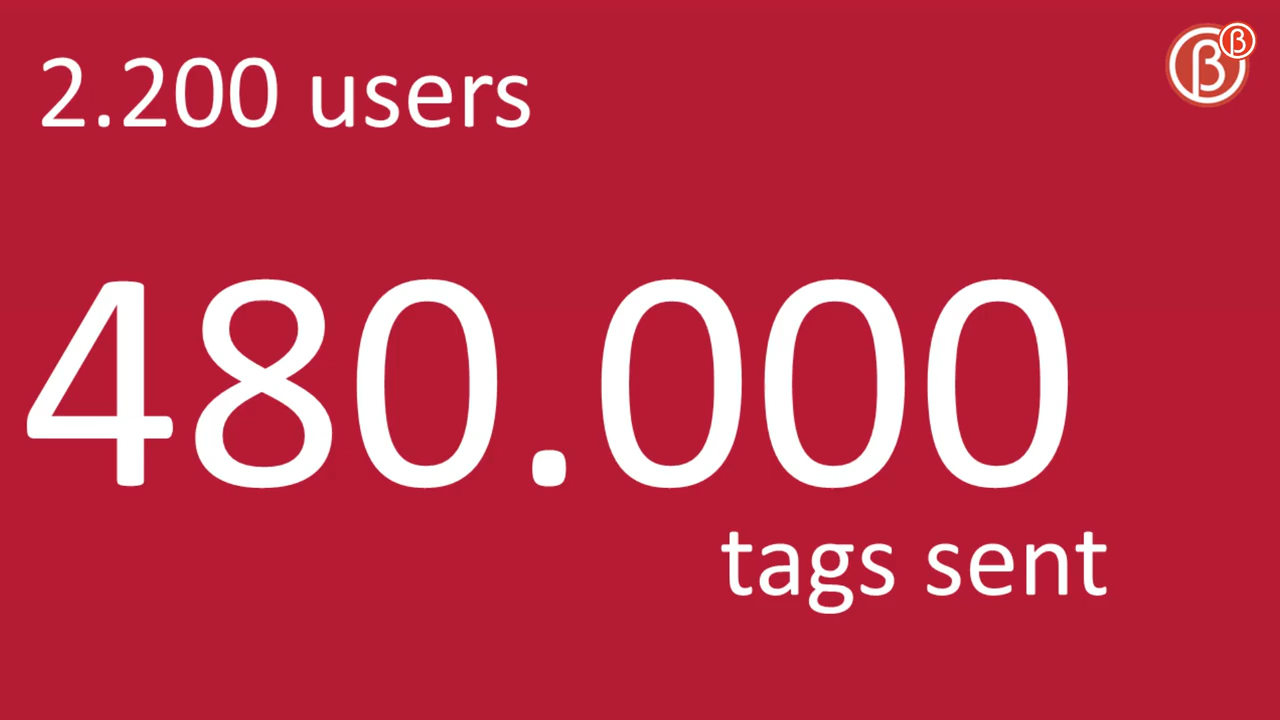 2.200 users
β
β
480.000
tags sent